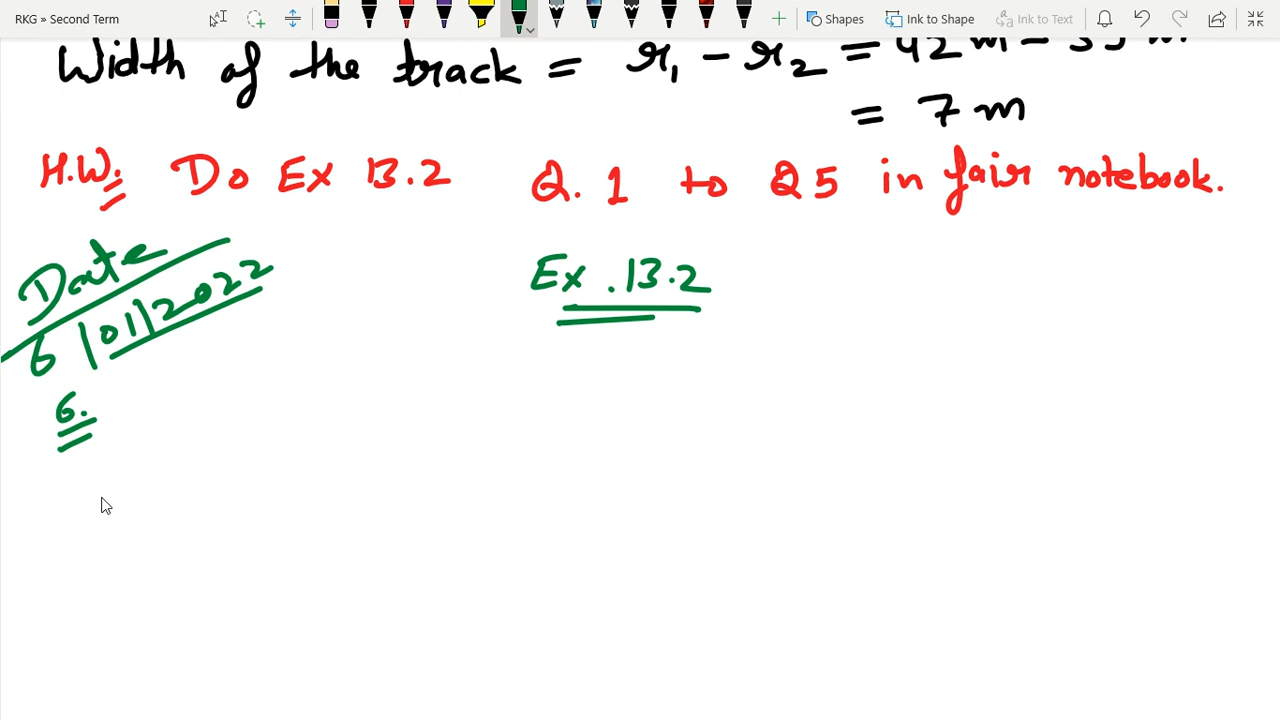 RKG » Second Term
Shapes
Ink to Shape
Ink to Text
Width of the track = r₁ - r₂ = 42 m - 35 m
= 7 m
H.W. Do Ex 13.2 Q. 1 to Q 5 in fair notebook.
Date
6/01/2022
Ex. 13.2
6.